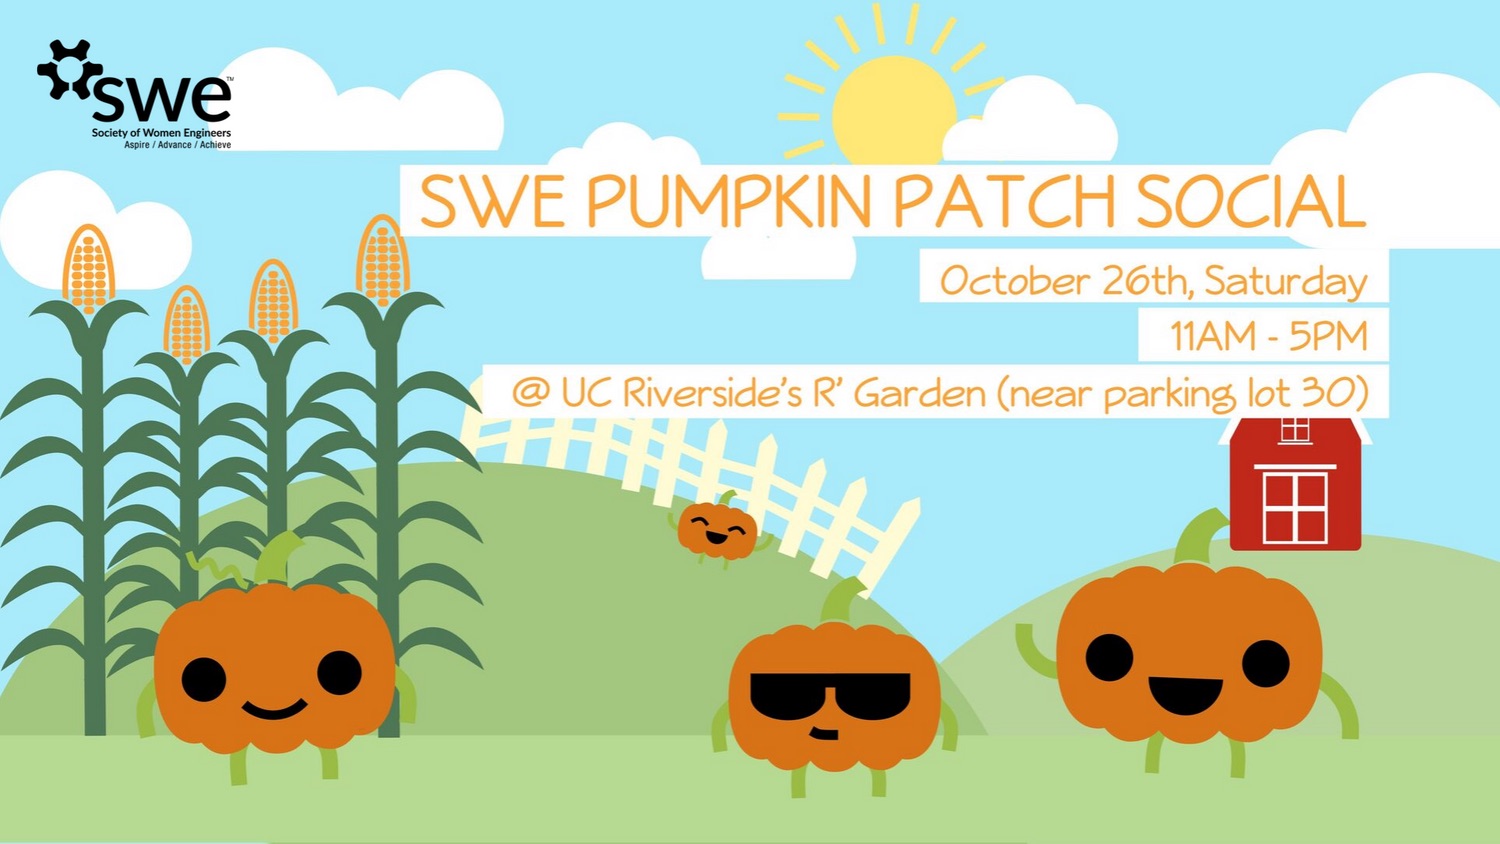 swe™
Society of Women Engineers
Aspire / Advance / Achieve
SWE PUMPKIN PATCH SOCIAL
October 26th, Saturday
11AM - 5PM
@ UC Riverside's R' Garden (near parking lot 30)